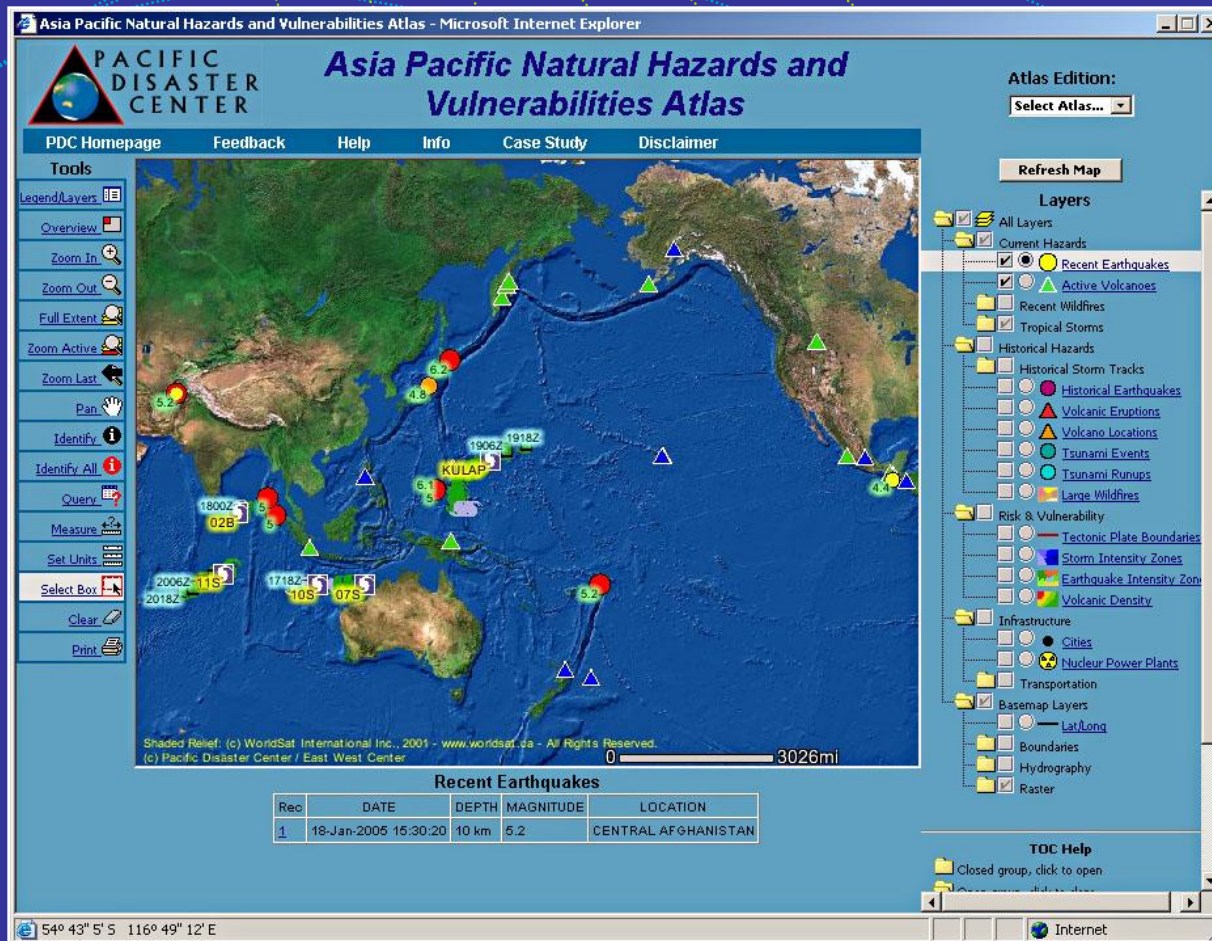 Asia Pacific Natural Hazards and Vulnerabilities Atlas - Microsoft Internet Explorer
PACIFIC
DISASTER
CENTER
Asia Pacific Natural Hazards and
Vulnerabilities Atlas
Atlas Edition:
Select Atlas...
PDC Homepage Feedback Help Info Case Study Disclaimer
Refresh Map
Tools
Legend/Layers
Overview
Zoom In
Zoom Out
Full Extent
Zoom Active
Zoom Last
Pan
Identify
Identify All
Query
Measure
Set Units
Select Box
Clear
Print
6.2
4.8
5.2
1906Z 1918Z
KULAP
6.1
5
4.4
1800Z
02B
5
5
2006Z 11S
2018Z
1718Z
10S 07S
5.2
Shaded Relief: (c) WorldSat International Inc., 2001 - www.worldsat.ca - All Rights Reserved.
(c) Pacific Disaster Center / East West Center
0 3026mi
Layers
All Layers
Current Hazards
Recent Earthquakes
Active Volcanoes
Recent Wildfires
Tropical Storms
Historical Hazards
Historical Storm Tracks
Historical Earthquakes
Volcanic Eruptions
Volcano Locations
Tsunami Events
Tsunami Runups
Large Wildfires
Risk & Vulnerability
Tectonic Plate Boundaries
Storm Intensity Zones
Earthquake Intensity Zon
Volcanic Density
Infrastructure
Cities
Nucleur Power Plants
Transportation
Basemap Layers
Lat/Long
Boundaries
Hydrography
Raster
Recent Earthquakes
Rec DATE DEPTH MAGNITUDE LOCATION
1 18-Jan-2005 15:30:20 10 km 5.2 CENTRAL AFGHANISTAN
TOC Help
Closed group, click to open
54º 43" 5' S 116º 49" 12' E
Internet